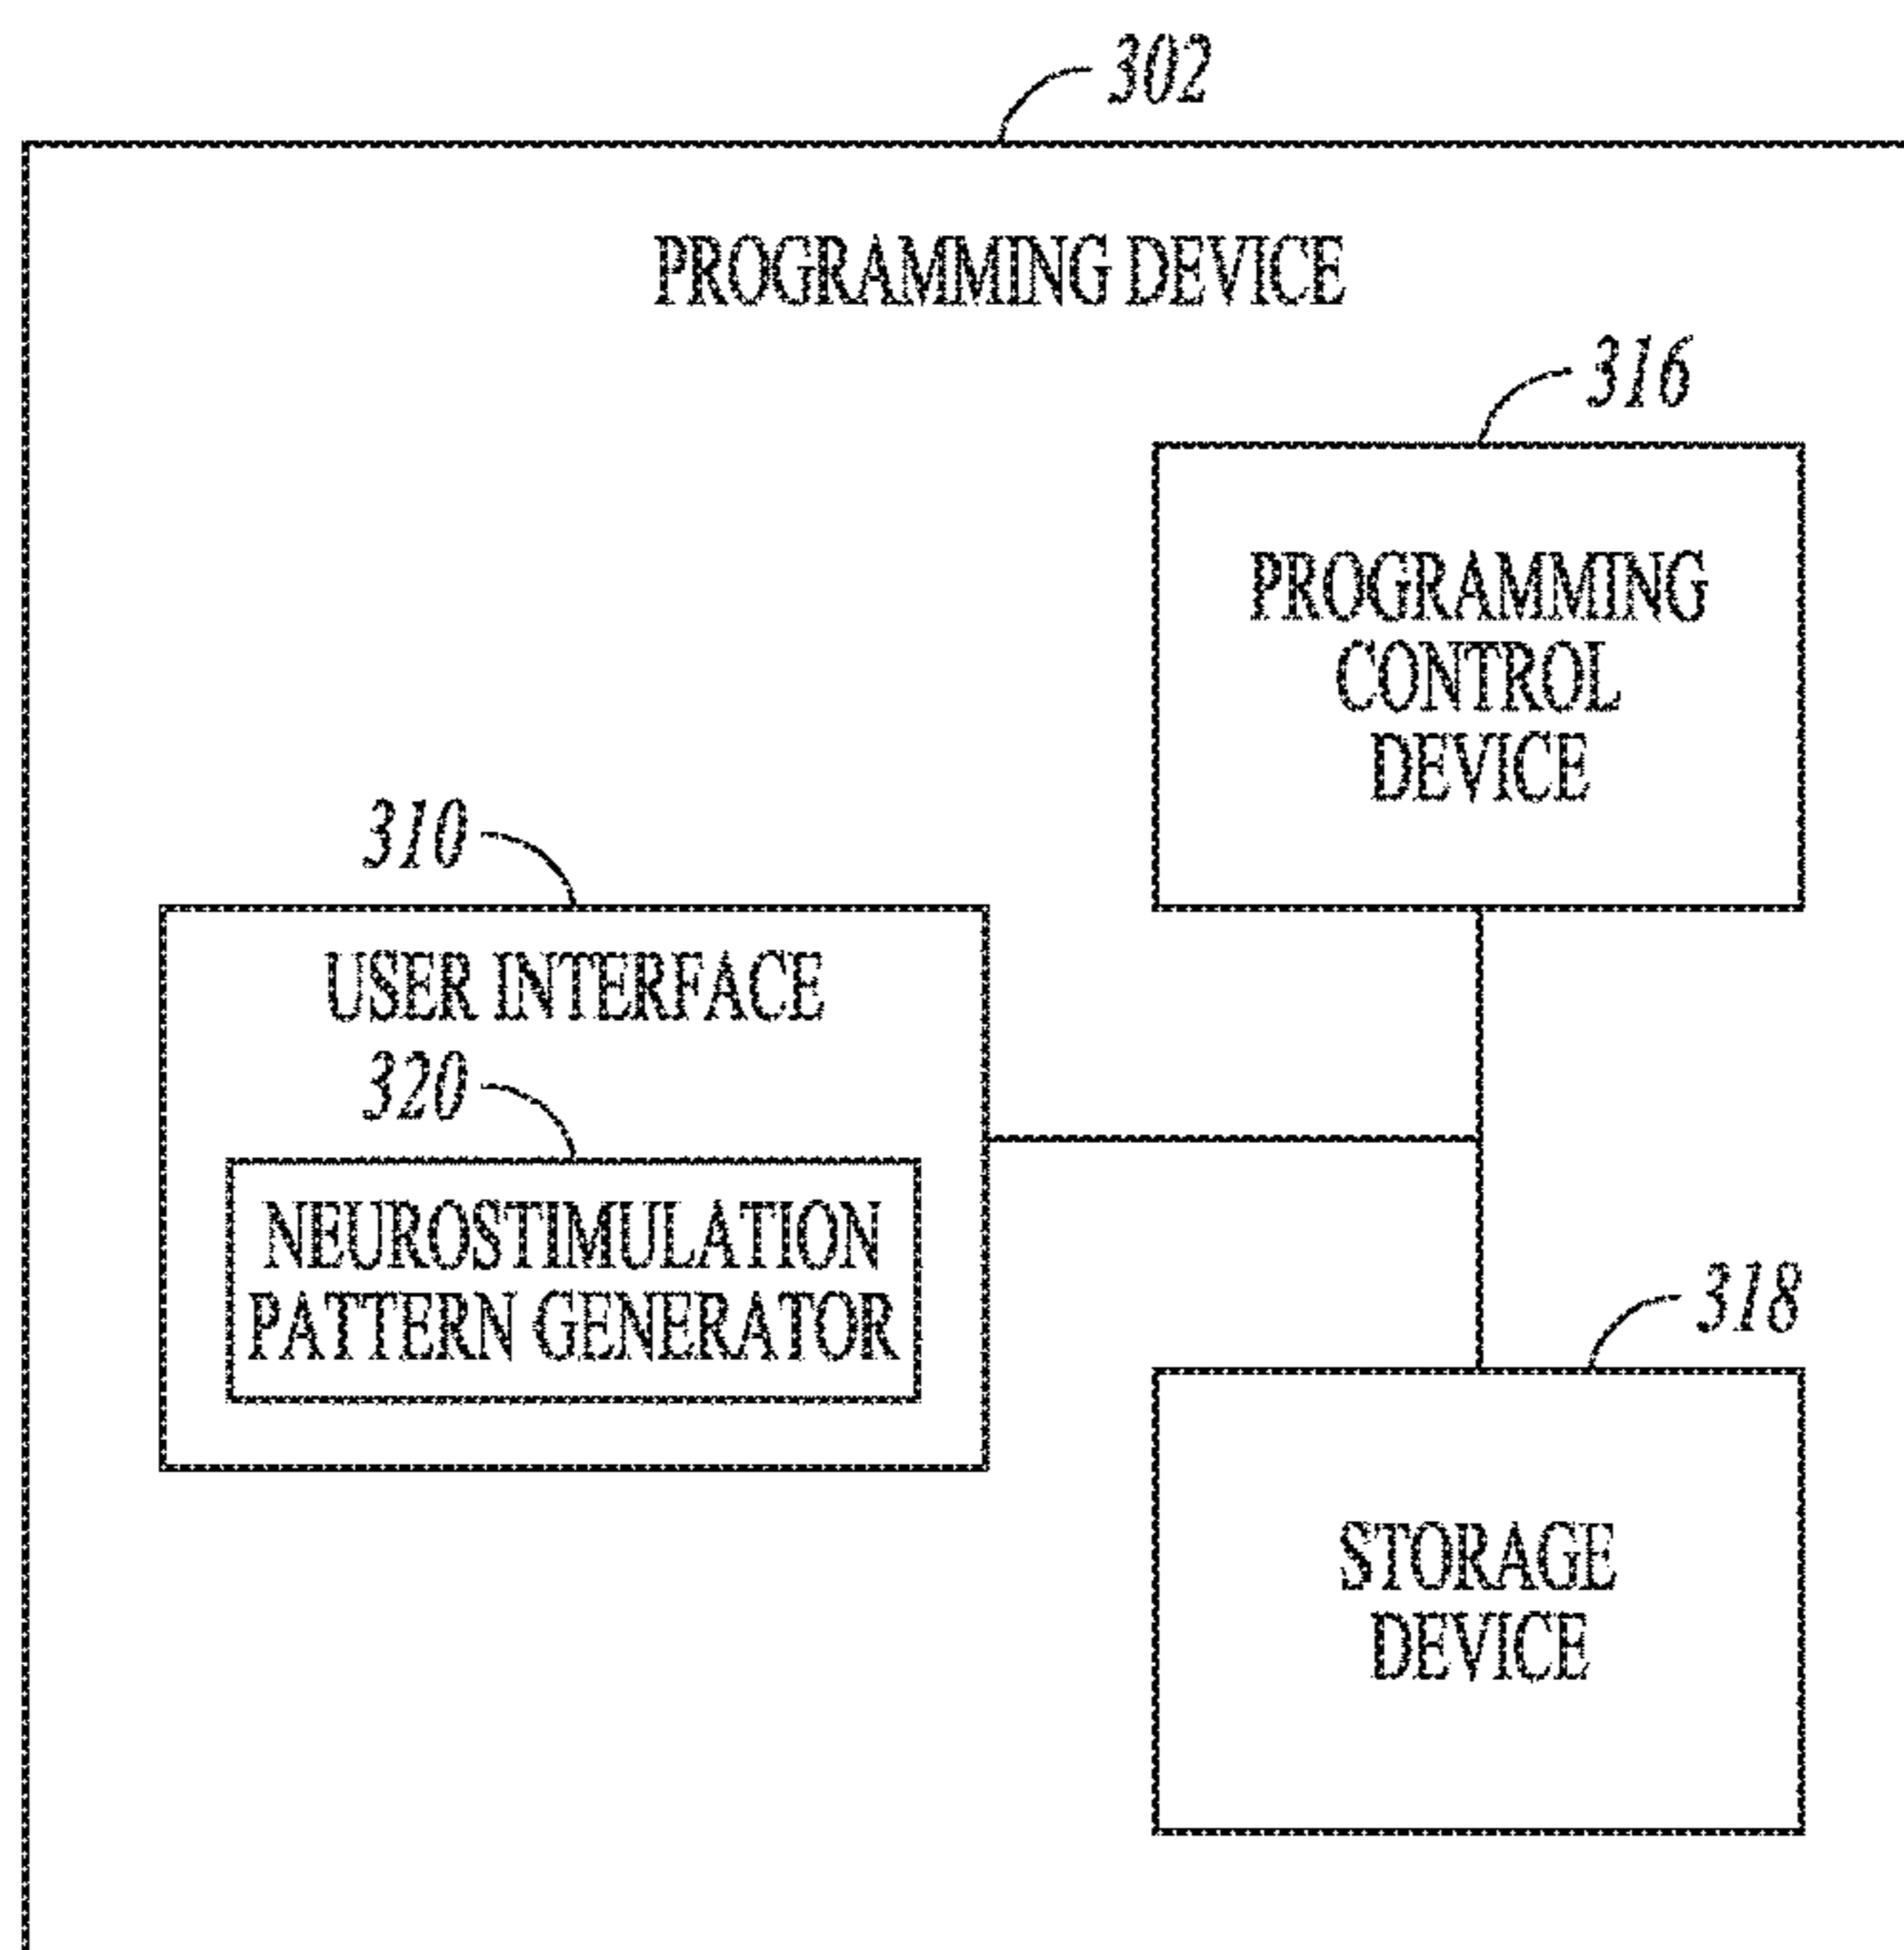 302
PROGRAMMING DEVICE
316
PROGRAMMING
CONTROL
DEVICE
310
USER INTERFACE
320
NEUROSTIMULATION
PATTERN GENERATOR
318
STORAGE
DEVICE